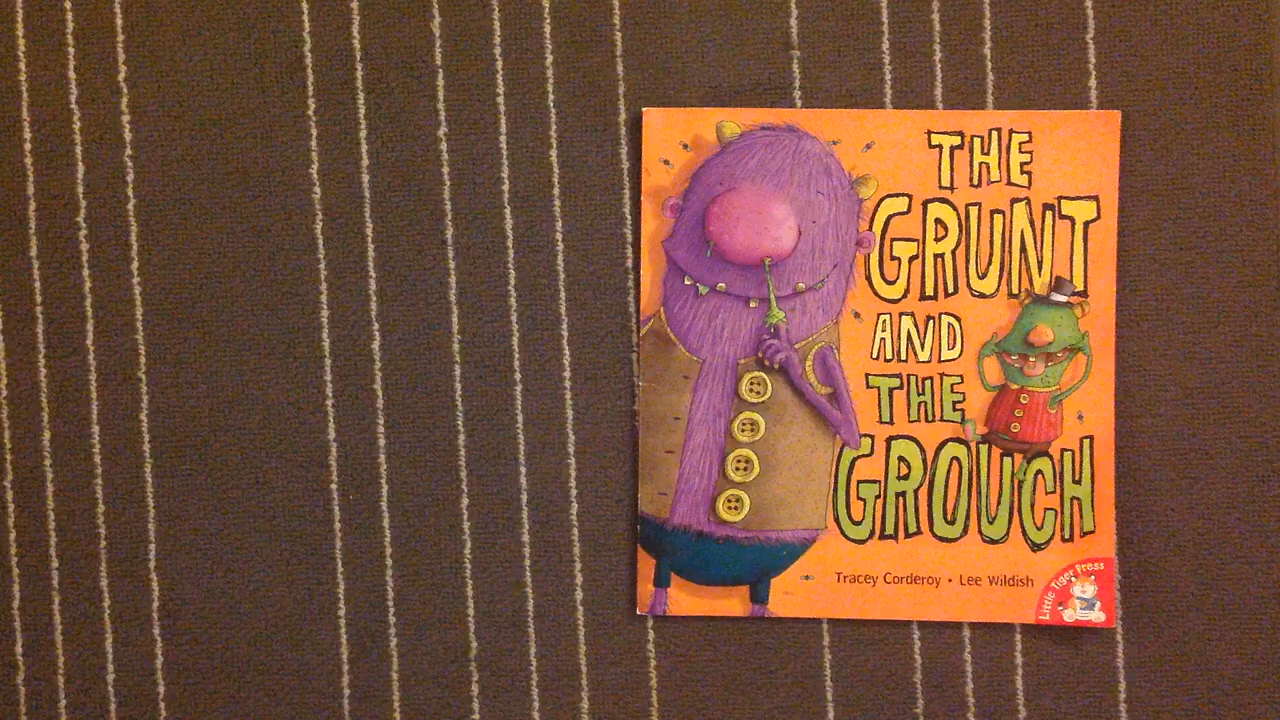 THE
GRUNT
AND
THE
GROUCH
Tracey Corderoy • Lee Wildish
Little Tiger Press